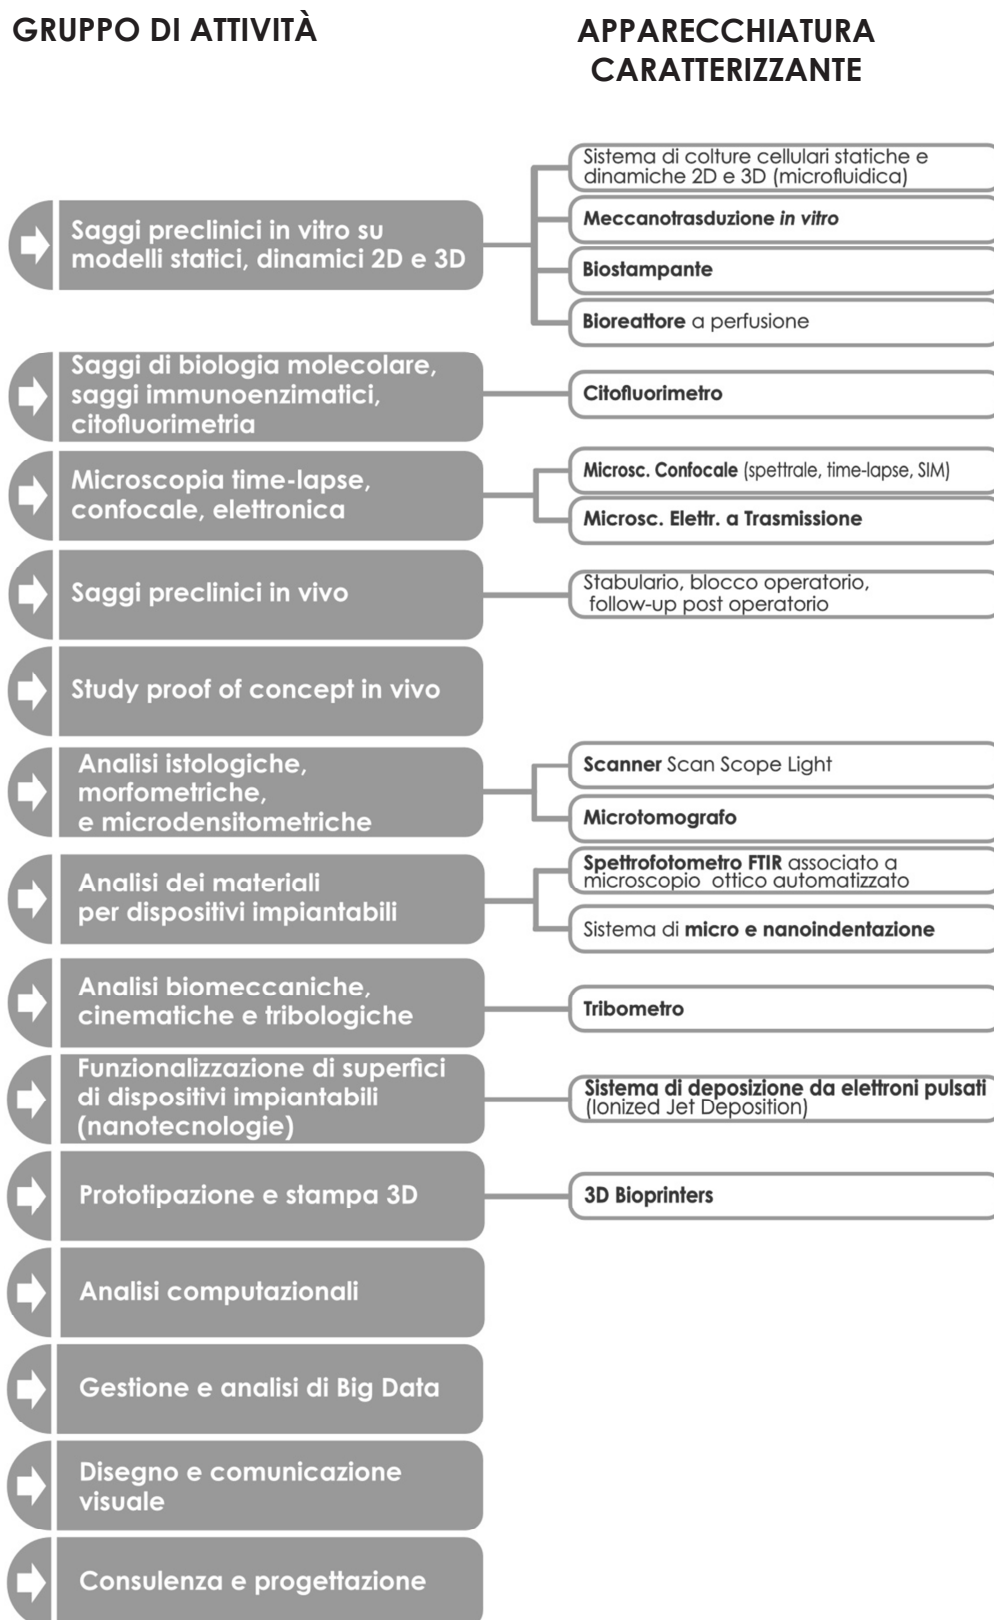 GRUPPO DI ATTIVITÀ
APPARECCHIATURA
CARATTERIZZANTE
Saggi preclinici in vitro su
modelli statici, dinamici 2D e 3D
Sistema di colture cellulari statiche e
dinamiche 2D e 3D (microfluidica)
Meccanotrasduzione in vitro
Biostampante
Bioreattore a perfusione
Saggi di biologia molecolare,
saggi immunoenzimatici,
citofluorimetria
Citofluorimetro
Microscopia time-lapse,
confocale, elettronica
Microsc. Confocale (spettrale, time-lapse, SIM)
Microsc. Elettr. a Trasmissione
Saggi preclinici in vivo
Stabulario, blocco operatorio,
follow-up post operatorio
Study proof of concept in vivo
Analisi istologiche,
morfometriche,
e microdensitometriche
Scanner Scan Scope Light
Microtomografo
Analisi dei materiali
per dispositivi impiantabili
Spettrofotometro FTIR associato a
microscopio ottico automatizzato
Sistema di micro e nanoindentazione
Analisi biomeccaniche,
cinematiche e tribologiche
Tribometro
Funzionalizzazione di superfici
di dispositivi impiantabili
(nanotecnologie)
Sistema di deposizione da elettroni pulsati
(Ionized Jet Deposition)
Prototipazione e stampa 3D
3D Bioprinters
Analisi computazionali
Gestione e analisi di Big Data
Disegno e comunicazione
visuale
Consulenza e progettazione